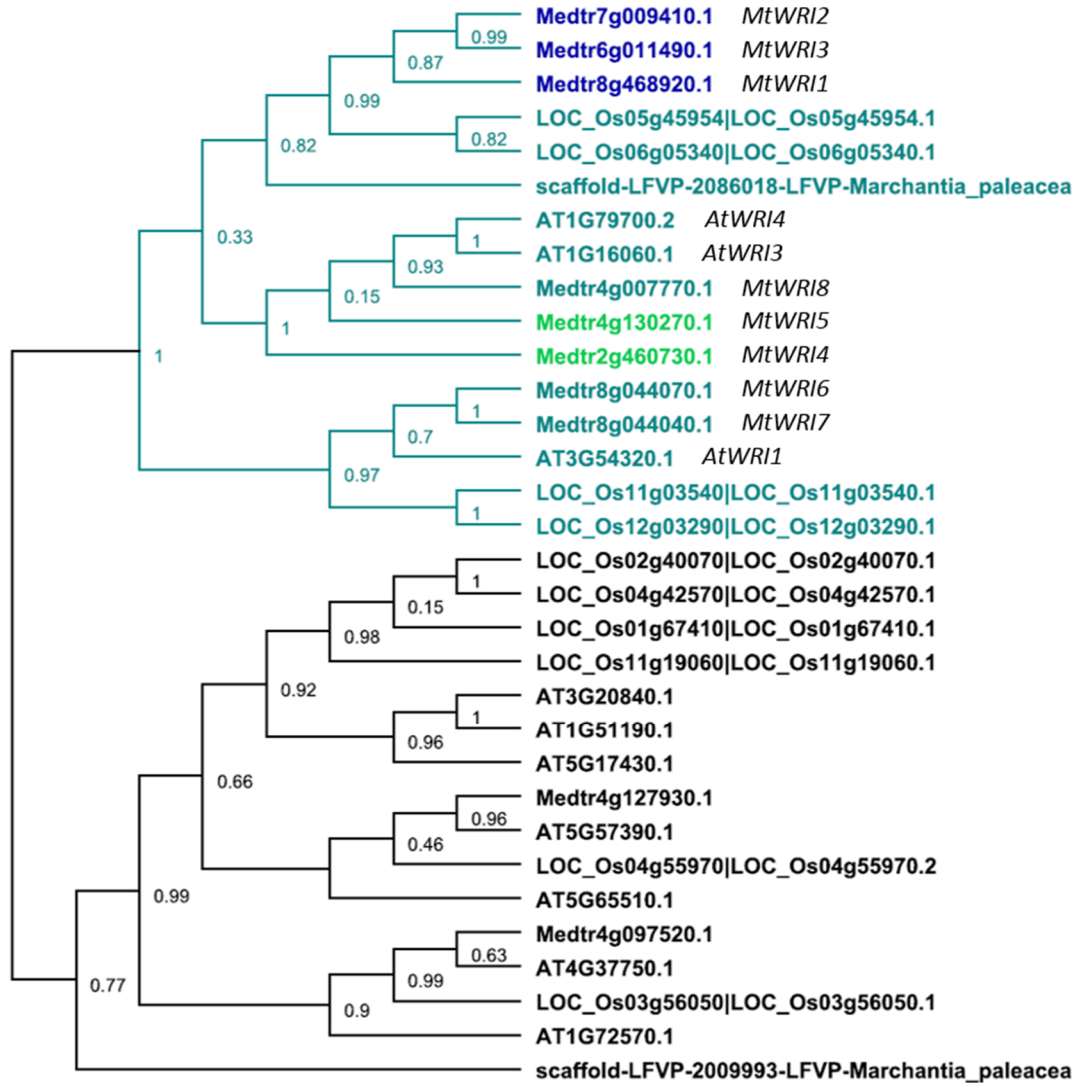 Medtr7g009410.1 MtWRI2
0.99
Medtr6g011490.1 MtWRI3
0.87
Medtr8g468920.1 MtWRI1
0.99
LOC_Os05g45954|LOC_Os05g45954.1
0.82
0.82
LOC_Os06g05340|LOC_Os06g05340.1
scaffold-LFVP-2086018-LFVP-Marchantia_paleacea
0.33
AT1G79700.2 AtWRI4
1
AT1G16060.1 AtWRI3
0.93
Medtr4g007770.1 MtWRI8
0.15
Medtr4g130270.1 MtWRI5
1
Medtr2g460730.1 MtWRI4
1
Medtr8g044070.1 MtWRI6
1
Medtr8g044040.1 MtWRI7
0.7
AT3G54320.1 AtWRI1
0.97
LOC_Os11g03540|LOC_Os11g03540.1
1
LOC_Os12g03290|LOC_Os12g03290.1
LOC_Os02g40070|LOC_Os02g40070.1
1
LOC_Os04g42570|LOC_Os04g42570.1
0.15
LOC_Os01g67410|LOC_Os01g67410.1
0.98
LOC_Os11g19060|LOC_Os11g19060.1
0.92
AT3G20840.1
1
AT1G51190.1
0.96
AT5G17430.1
0.66
Medtr4g127930.1
0.96
AT5G57390.1
0.46
LOC_Os04g55970|LOC_Os04g55970.2
AT5G65510.1
0.99
Medtr4g097520.1
0.63
AT4G37750.1
0.99
0.77
LOC_Os03g56050|LOC_Os03g56050.1
0.9
AT1G72570.1
scaffold-LFVP-2009993-LFVP-Marchantia_paleacea